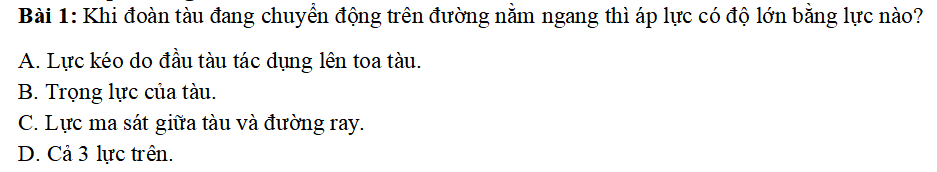 Bài 1: Khi đoàn tàu đang chuyển động trên đường nằm ngang thì áp lực có độ lớn bằng lực nào?
A. Lực kéo do đầu tàu tác dụng lên toa tàu.
B. Trọng lực của tàu.
C. Lực ma sát giữa tàu và đường ray.
D. Cả 3 lực trên.